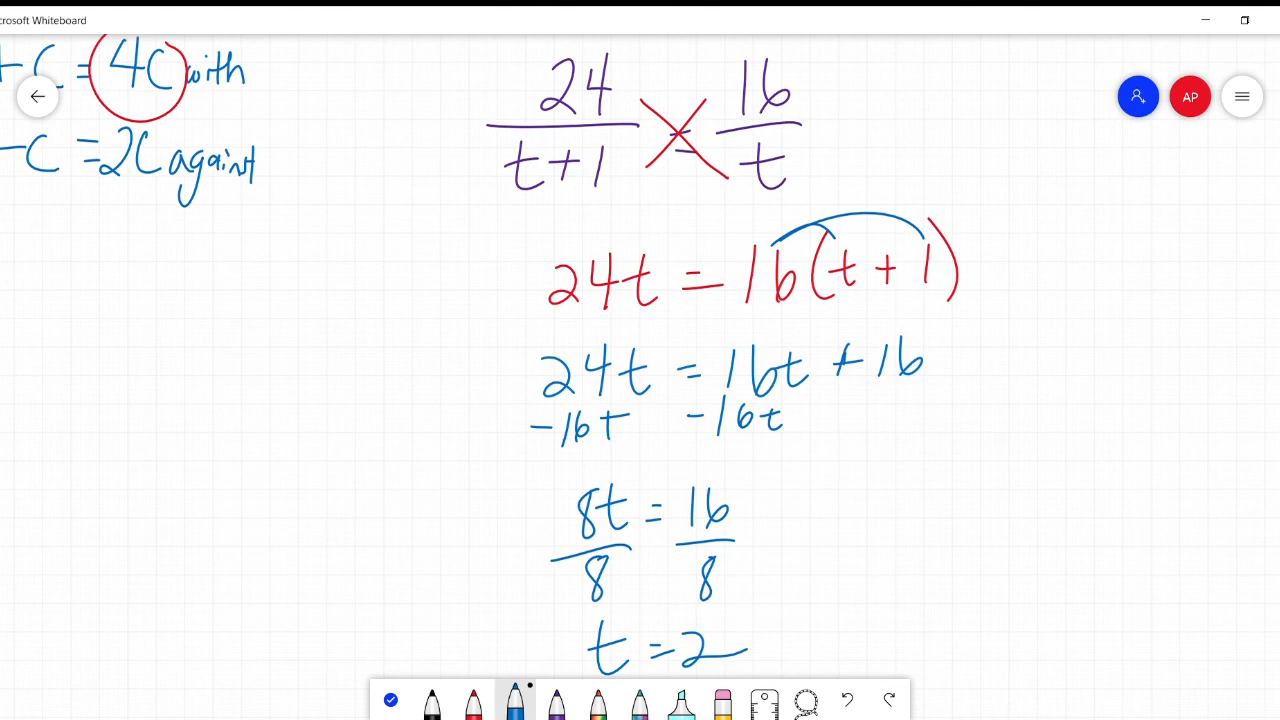 crosoft Whiteboard
+ C = 4C with
- C = 2C against
AP
24/(t+1) = 16/t
24t = 16(t + 1)
24t = 16t + 16
-16t -16t
8t/8 = 16/8
t = 2